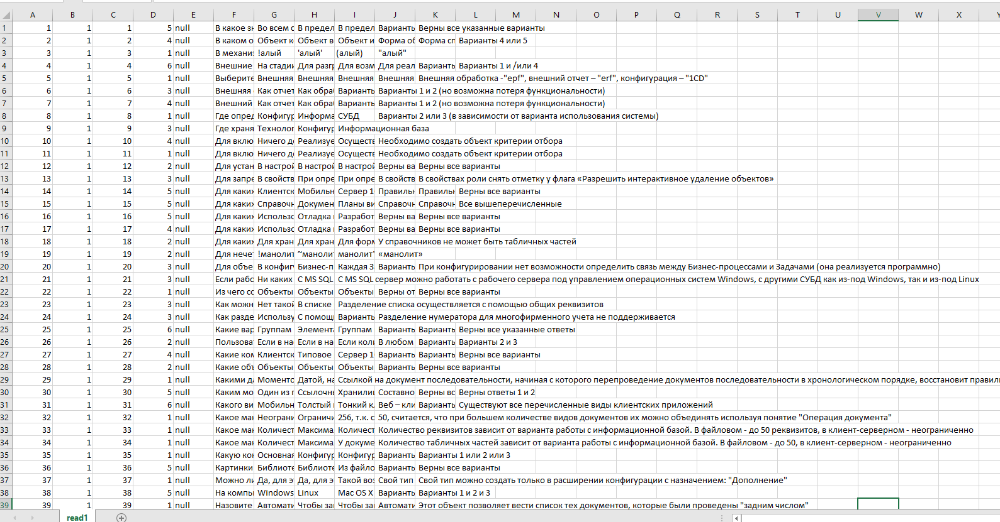 A B C D E F G H I J K L M N O P Q R S T U V W X Y
1 1 1 1 5 null В какое зн Во всем с В предел В предел Варианть Верны все указанные варианты
2 2 1 2 4 null В каком о Объект к Объект в Объект и Форма об Форма сп Варианты 4 или 5
3 3 1 3 1 null В механиз !алый 'алый' (алый) "алый"
4 4 1 4 6 null Внешние На стади Для разг Для возм Для реал Варианть Варианты 1 и /или 4
5 5 1 5 1 null Выберите Внешняя Внешняя Внешняя Внешняя Внешняя обработка -"epf", внешний отчет – "erf", конфигурация – "1CD"
6 6 1 6 3 null Внешняя Как отчет Как обра Варианть Варианты 1 и 2 (но возможна потеря функциональности)
7 7 1 7 4 null Внешний Как отчет Как обра Варианть Варианты 1 и 2 (но возможна потеря функциональности)
8 8 1 8 1 null Где опред Конфигур Информа СУБД Варианты 2 или 3 (в зависимости от варианта использования системы)
9 9 1 9 3 null Где храня Технолог Конфигур Информационная база
10 10 1 10 4 null Для вклю Ничего д Реализуе Осуществ Необходимо создать объект критерии отбора
11 11 1 11 1 null Для вклю Ничего д Реализуе Осуществ Необходимо создать объект критерии отбора
12 12 1 12 2 null Для устан В настрой В настрой В настрой Верны ва Верны все варианты
13 13 1 13 3 null Для запре В свойств При опре При опре В свойств В свойствах роли снять отметку у флага «Разрешить интерактивное удаление объектов»
14 14 1 14 5 null Для каких Клиентск Мобильн Сервер 1 Правильн Правильн Верны все варианты
15 15 1 15 5 null Для каких Справочн Докумен Планы ви Справочн Справочн Все вышеперечисленные
16 16 1 16 5 null Для каких Использо Отладка Разработ Верны ва Верны все варианты
17 17 1 17 4 null Для каких Использо Отладка Разработ Верны ва Верны все варианты
18 18 1 18 2 null Для каких Для хран Для хран Для форм У справочников не может быть табличных частей
19 19 1 19 2 null Для нечет !манолит ~манолит манолит* «манолит»
20 20 1 20 3 null Для объе В конфиг Бизнес-п Каждая З Варианть При конфигурировании нет возможности определить связь между Бизнес-процессами и Задачами (она реализуется программно)
21 21 1 21 3 null Если рабо Ни каких С MS SQL С MS SQL сервер можно работать с рабочего сервера под управлением операционных систем Windows, с другими СУБД как из-под Windows, так и из-под Linux
22 22 1 22 1 null Из чего со Объекты Объекты Объекты Верны от Верны все варианты
23 23 1 23 3 null Как можн Нет такой В списке Разделение списка осуществляется с помощью общих реквизитов
24 24 1 24 3 null Как разде Использу С помощ Варианть Разделение нумератора для многофирменного учета не поддерживается
25 25 1 25 6 null Какие вар Группам Элемент Группам Варианть Варианть Верны все указанные ответы
26 26 1 26 2 null Пользова Если в на Если в на Если коли В любом Варианть Варианты 2 и 3
27 27 1 27 4 null Какие ком Клиентск Типовое Сервер 1 Варианть Варианть Верны все варианты
28 28 1 28 2 null Какие объ Объекты Объекты Объекты Варианть Верны все варианты
29 29 1 29 1 null Какими да Моменто Датой, на Ссылкой на документ последовательности, начиная с которого перепроведение документов последовательности в хронологическом порядке, восстановит правиль
30 30 1 30 5 null Каким мо Один из г Ссылочны Хранилищ Составно Верны вс Верны ответы 1 и 2
31 31 1 31 6 null Какого ви Мобильн Толстый Тонкий кл Веб – кли Варианть Существуют все перечисленные виды клиентских приложений
32 32 1 32 1 null Какое мак Неограни Ограничи 256, т.к. с 50, считается, что при большем количестве видов документов их можно объединять используя понятие "Операция документа"
33 33 1 33 1 null Какое мак Количест Максима Количест Количество реквизитов зависит от варианта работы с информационной базой. В файловом - до 50 реквизитов, в клиент-серверном - неограниченно
34 34 1 34 1 null Какое мак Количест Максима У докуме Количество табличных частей зависит от варианта работы с информационной базой. В файловом - до 50, в клиент-серверном - неограниченно
35 35 1 35 1 null Какую кон Основная Конфигур Конфигур Варианть Варианты 1 или 2 или 3
36 36 1 36 5 null Картинки Библиоте Библиоте Из файло Варианть Верны все варианты
37 37 1 37 1 null Можно ли Да, для э Да, для э Такой воз Свой тип Свой тип можно создать только в расширении конфигурации с назначением: "Дополнение"
38 38 1 38 5 null На компь Windows Linux Mac OS X Варианть Варианты 1 и 2 и 3
39 39 1 39 1 null Назовите Автомати Чтобы за Чтобы за Автомати Этот объект позволяет вести список тех документов, которые были проведены "задним числом"
read1